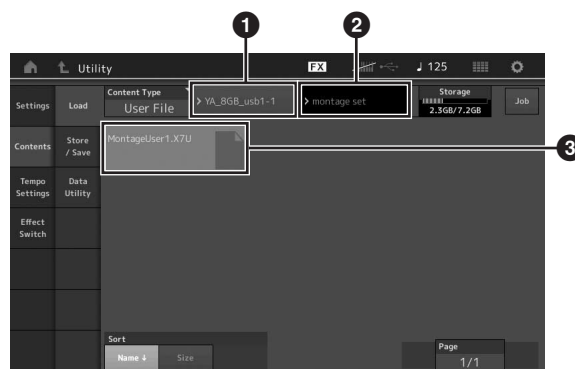 1
2
Utility
FX
♩ 125
Settings
Load
Content Type
User File
> YA_8GB_usb1-1
> montage set
Storage
2.3GB/7.2GB
Job
Contents
Store / Save
MontageUser1.X7U
3
Tempo Settings
Data Utility
Effect Switch
Sort
Name ↓
Size
Page
1/1